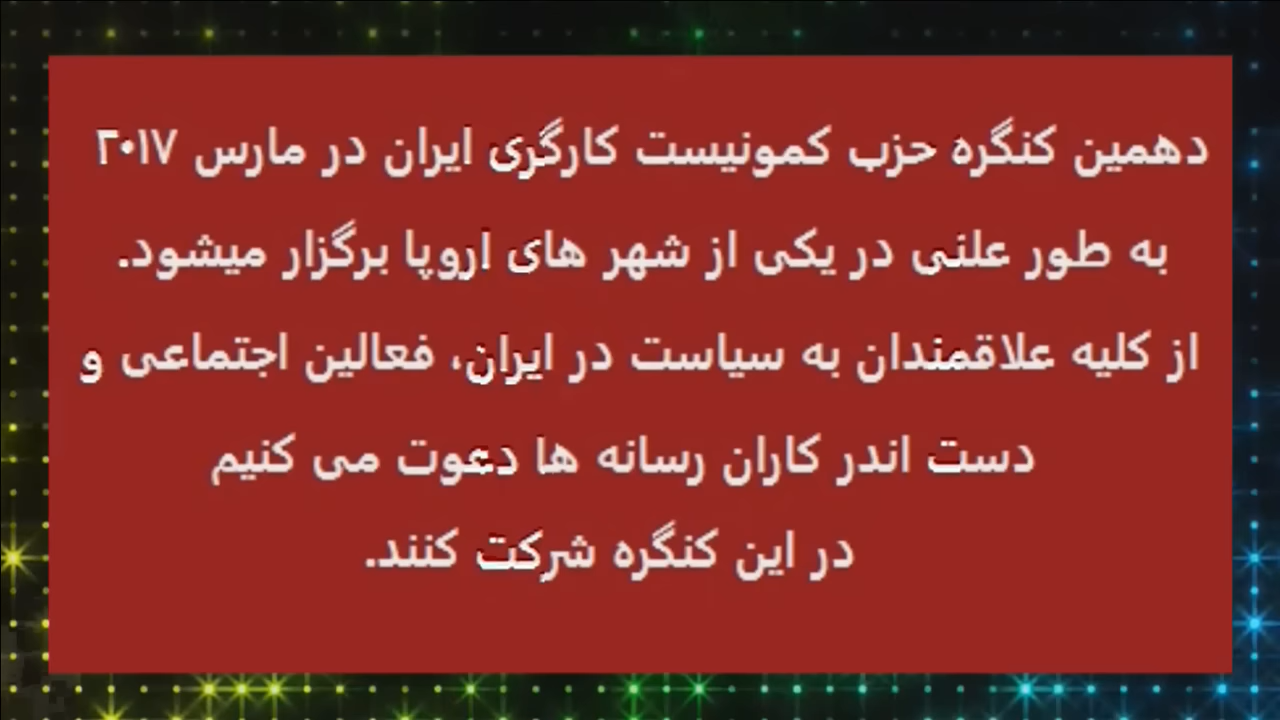 دهمین کنگره حزب کمونیست کارگری ایران در مارس ۲۰۱۷
به طور علنی در یکی از شهر های اروپا برگزار میشود.
از کلیه علاقمندان به سیاست در ایران، فعالین اجتماعی و
دست اندر کاران رسانه ها دعوت می کنیم
در این کنگره شرکت کنند.